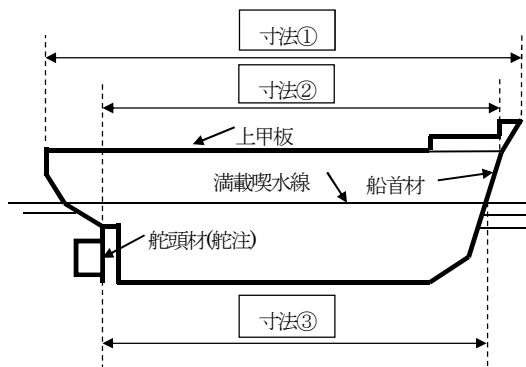 寸法①
寸法②
上甲板
満載喫水線
船首材
舵頭材(舵注)
寸法③